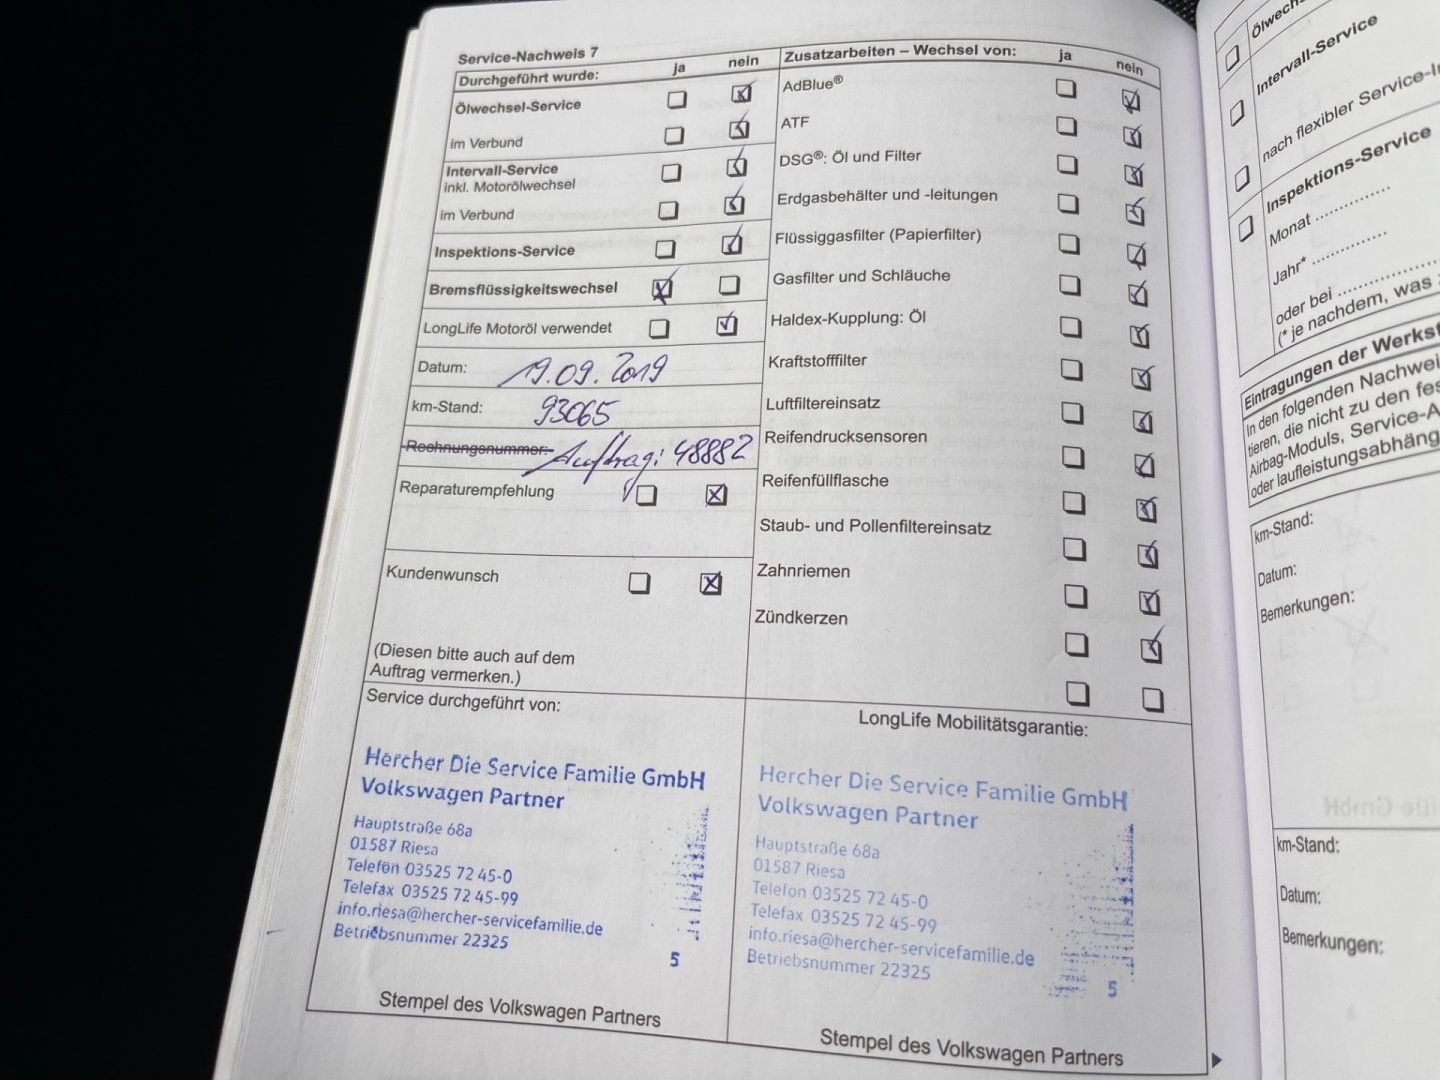 Service-Nachweis 7
Durchgeführt wurde: ja nein
Ölwechsel-Service
im Verbund
Intervall-Service
inkl. Motorölwechsel
im Verbund
Inspektions-Service
Bremsflüssigkeitswechsel
LongLife Motoröl verwendet
Datum: 19.09.2019
km-Stand: 93065
Rechnungsnummer: Auftrag: 48882
Reparaturempfehlung
Kundenwunsch
(Diesen bitte auch auf dem
Auftrag vermerken.)
Zusatzarbeiten – Wechsel von: ja nein
AdBlue®
ATF
DSG®: Öl und Filter
Erdgasbehälter und -leitungen
Flüssiggasfilter (Papierfilter)
Gasfilter und Schläuche
Haldex-Kupplung: Öl
Kraftstofffilter
Luftfiltereinsatz
Reifendrucksensoren
Reifenfüllflasche
Staub- und Pollenfiltereinsatz
Zahnriemen
Zündkerzen
Service durchgeführt von:
Hercher Die Service Familie GmbH
Volkswagen Partner
Hauptstraße 68a
01587 Riesa
Telefon 03525 72 45-0
Telefax 03525 72 45-99
info.riesa@hercher-servicefamilie.de
Betriebsnummer 22325
5
Stempel des Volkswagen Partners
LongLife Mobilitätsgarantie:
Hercher Die Service Familie GmbH
Volkswagen Partner
Hauptstraße 68a
01587 Riesa
Telefon 03525 72 45-0
Telefax 03525 72 45-99
info.riesa@hercher-servicefamilie.de
Betriebsnummer 22325
5
Stempel des Volkswagen Partners
Intervall-Service
nach flexibler
Inspektions-Service
Monat ................
Jahr* ................
oder bei ................
(* je nachdem, was
Eintragungen der
In den folgenden
tieren, die nicht zu den
Airbag-Moduls,
oder
km-Stand:
Datum:
Bemerkungen:
km-Stand:
Datum:
Bemerkungen: